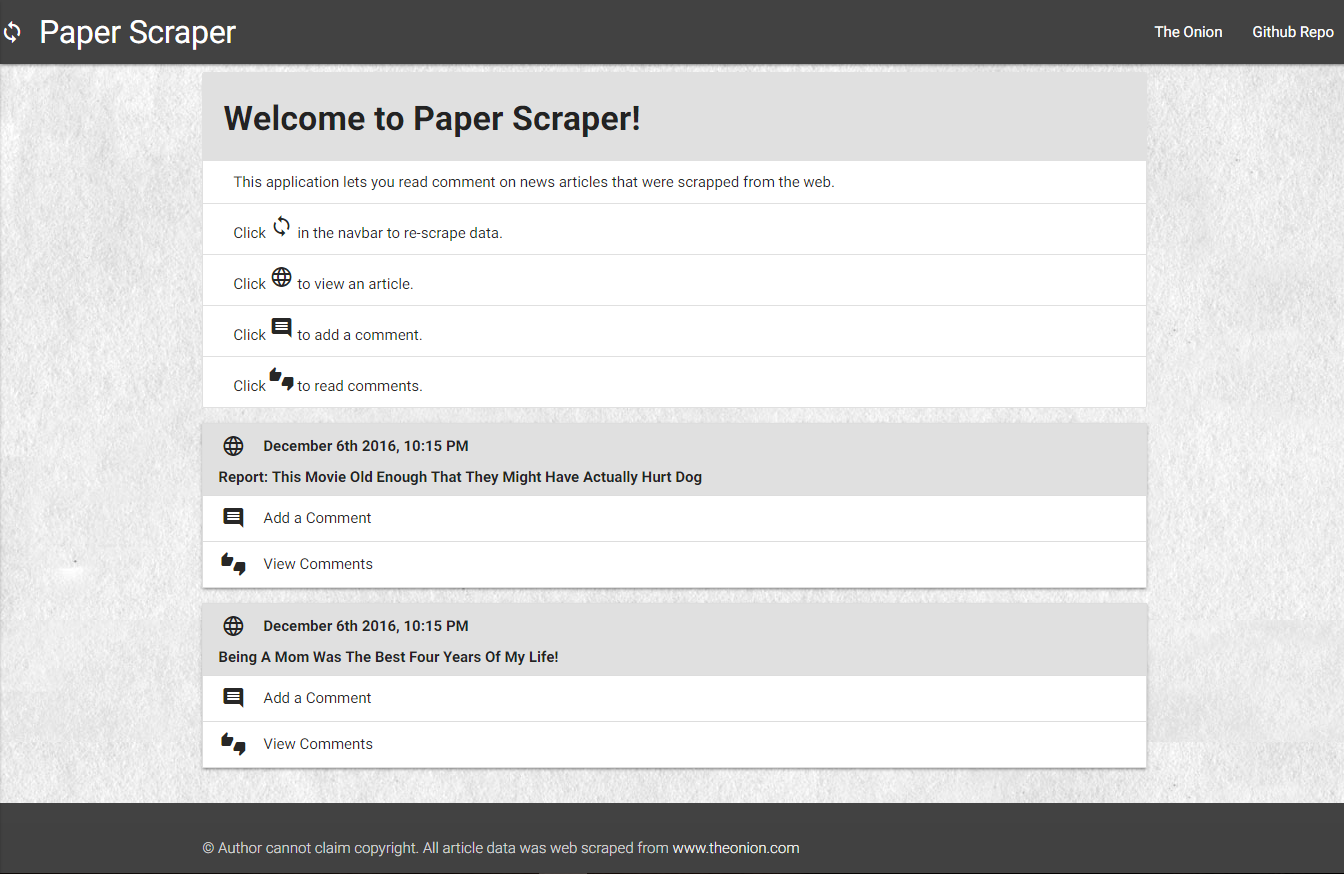 Paper Scraper
The Onion
Github Repo
Welcome to Paper Scraper!
This application lets you read comment on news articles that were scrapped from the web.
Click in the navbar to re-scrape data.
Click to view an article.
Click to add a comment.
Click to read comments.
December 6th 2016, 10:15 PM
Report: This Movie Old Enough That They Might Have Actually Hurt Dog
Add a Comment
View Comments
December 6th 2016, 10:15 PM
Being A Mom Was The Best Four Years Of My Life!
Add a Comment
View Comments
© Author cannot claim copyright. All article data was web scraped from www.theonion.com